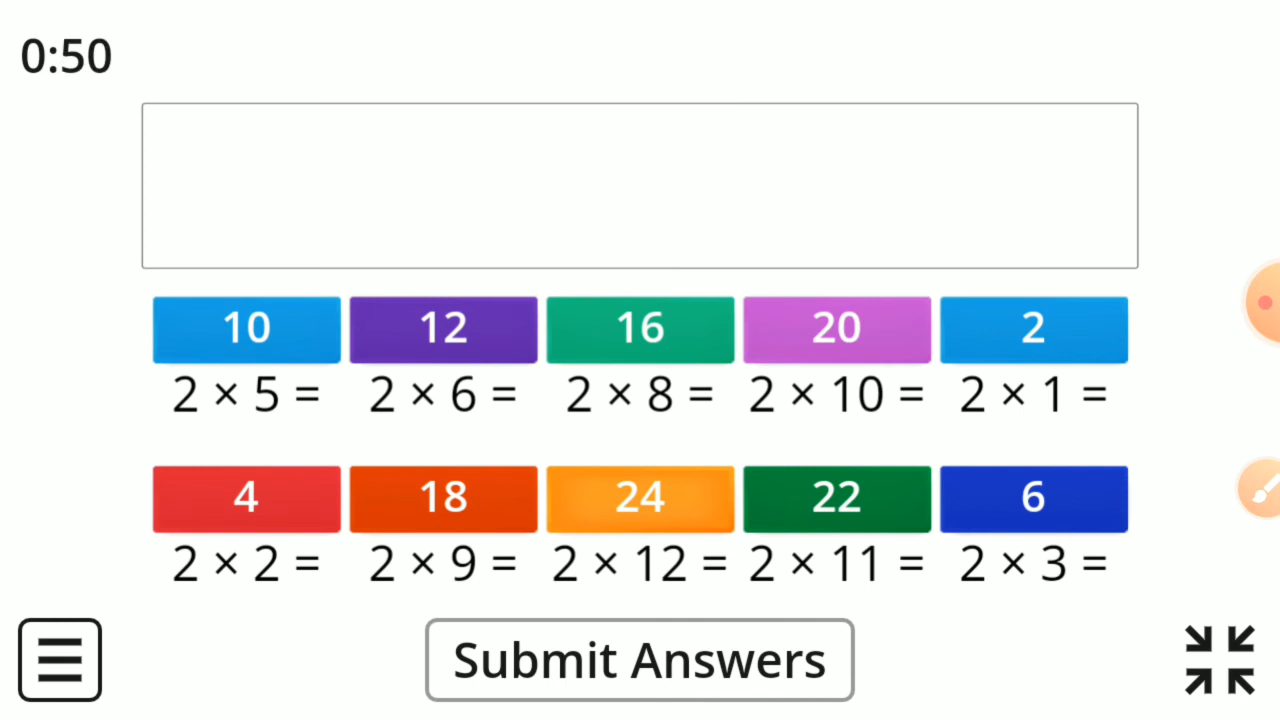 0:50
10 12 16 20 2
2 × 5 = 2 × 6 = 2 × 8 = 2 × 10 = 2 × 1 =
4 18 24 22 6
2 × 2 = 2 × 9 = 2 × 12 = 2 × 11 = 2 × 3 =
Submit Answers